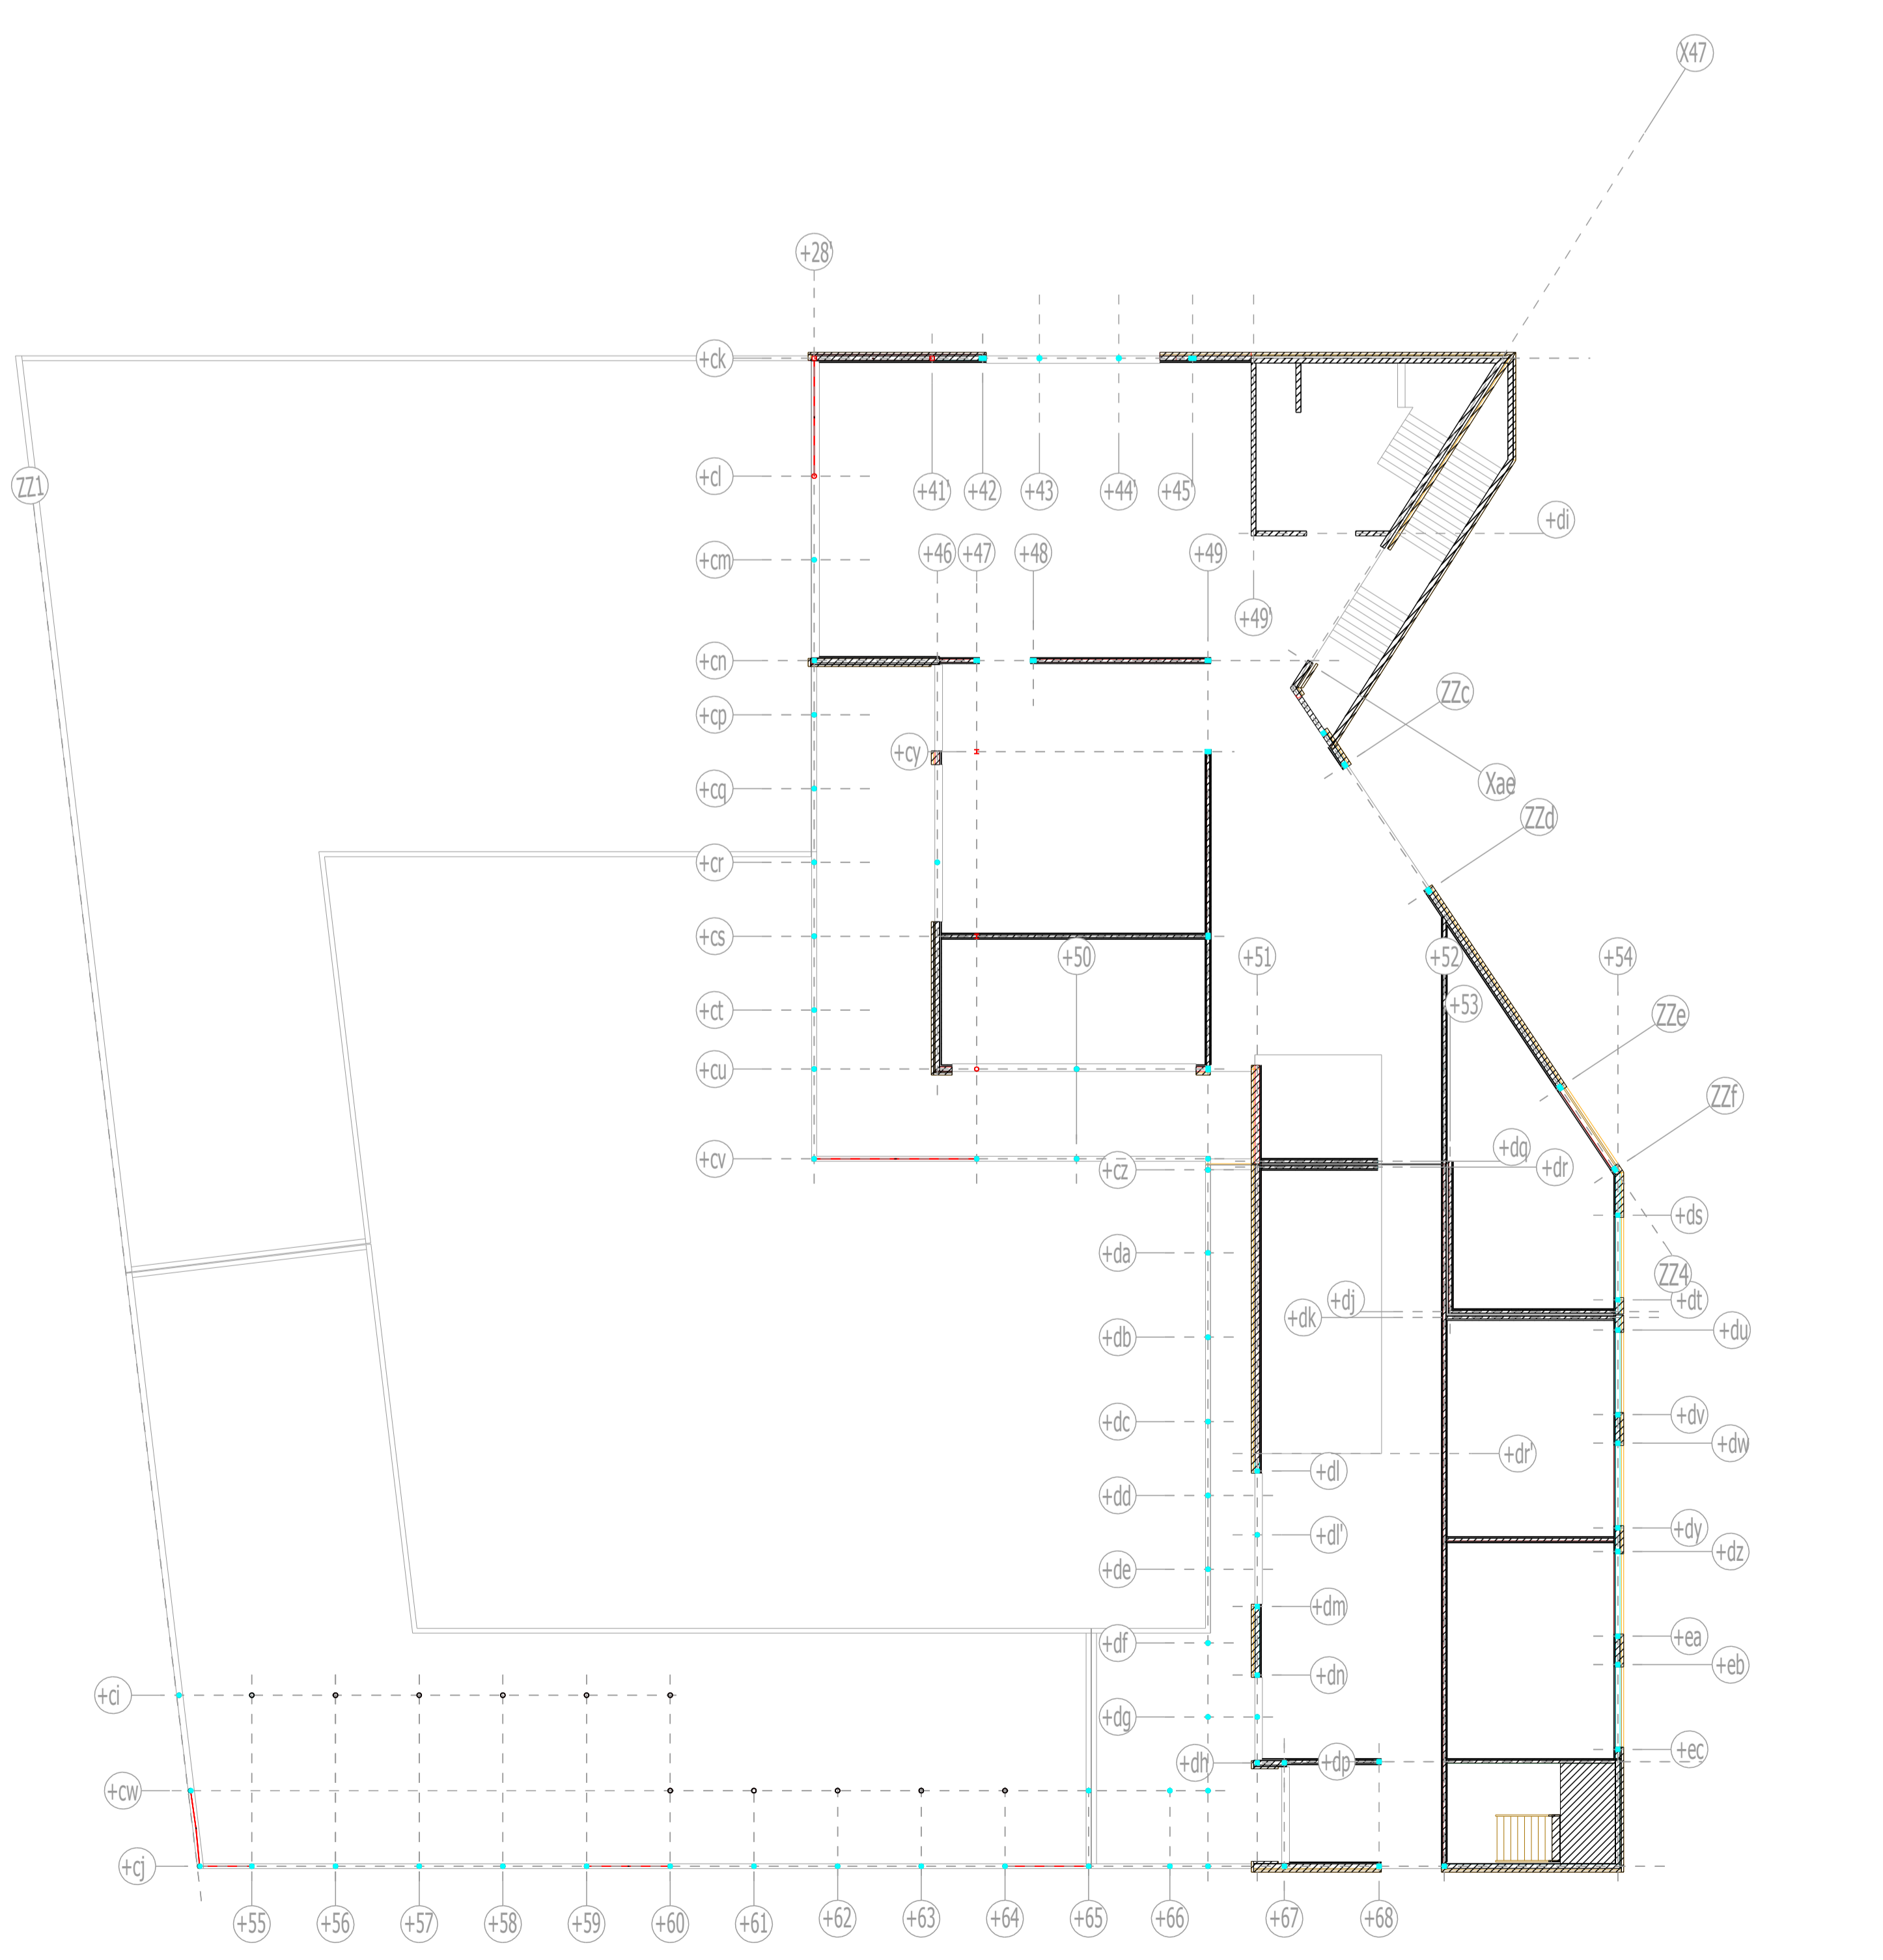 X47
+28'
+ck
ZZ1
+cl
+41'
+42
+43
+44'
+45'
+di
+cm
+46
+47
+48
+49
+49'
+cn
ZZc
+cp
+cy
Xae
+cq
ZZd
+cr
+cs
+50
+51
+52
+54
+53
ZZe
+ct
+cu
ZZf
+cv
+dq
+cz
+dr
+ds
+da
ZZ4
+dj
+dt
+dk
+du
+db
+dc
+dv
+dw
+dr'
+dl
+dd
+dl'
+dy
+dz
+de
+dm
+df
+ea
+eb
+dn
+ci
+dg
+dh
+dp
+ec
+cw
+cj
+55
+56
+57
+58
+59
+60
+61
+62
+63
+64
+65
+66
+67
+68